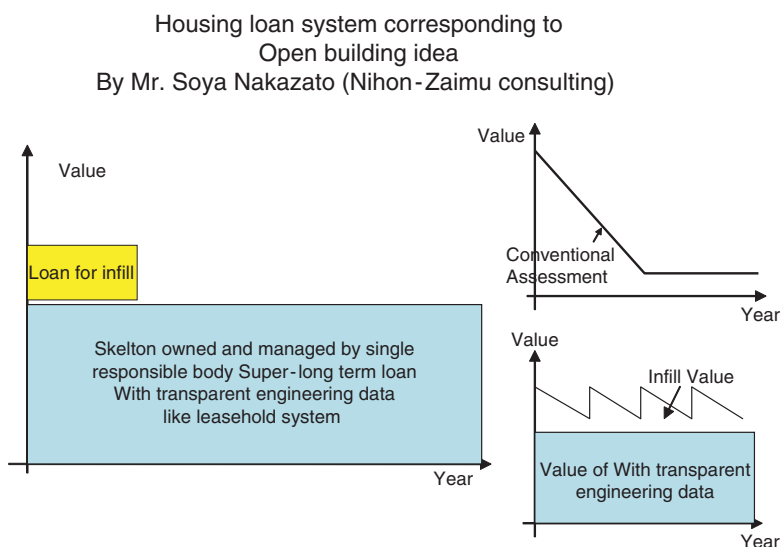 Housing loan system corresponding to
Open building idea
By Mr. Soya Nakazato (Nihon-Zaimu consulting)
Value
Loan for infill
Skelton owned and managed by single
responsible body Super-long term loan
With transparent engineering data
like leasehold system
Year
Value
Conventional
Assessment
Year
Value
Infill Value
Value of With transparent
engineering data
Year